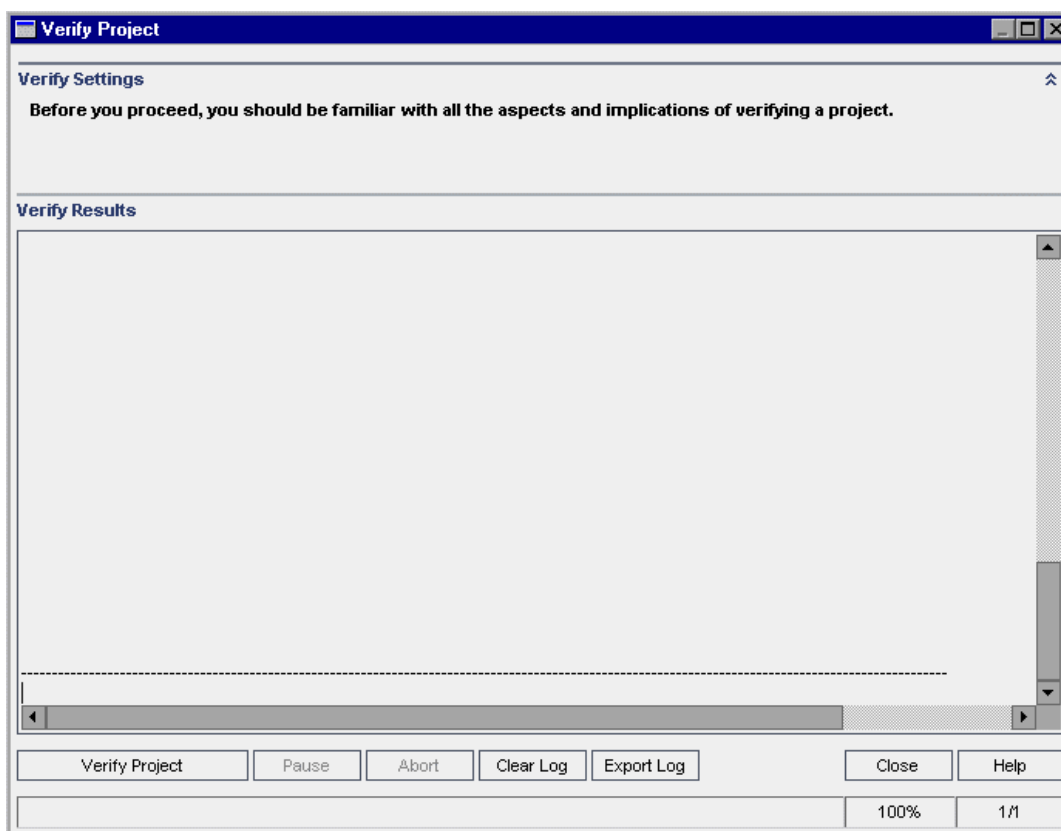 Verify Project
Verify Settings
Before you proceed, you should be familiar with all the aspects and implications of verifying a project.
Verify Results
--------------------------------------------------------------------------------------------------------------------------------------------------------
Verify Project Pause Abort Clear Log Export Log Close Help
100% 1/1